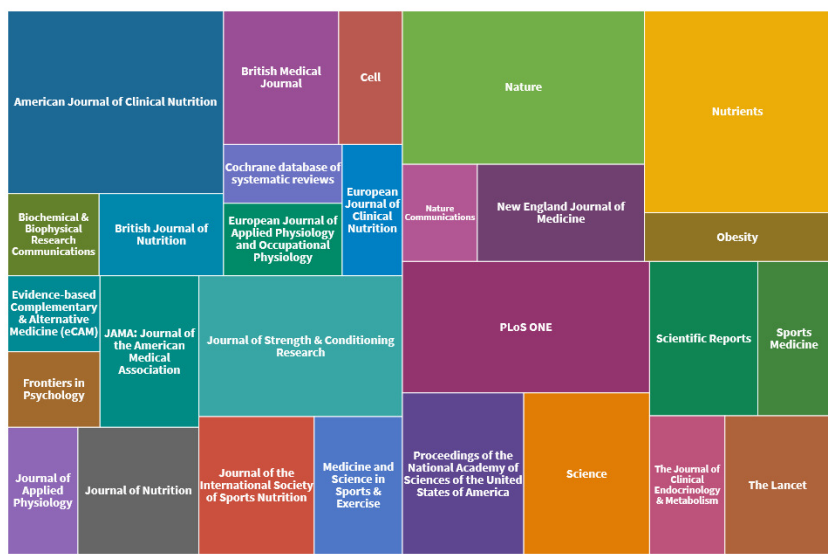 American Journal of Clinical Nutrition
British Medical
Journal
Cell
Nature
Nutrients
Cochrane database of
systematic reviews
European
Journal of
Clinical
Nutrition
Nature
Communications
New England Journal of
Medicine
Biochemical &
Biophysical
Research
Communications
British Journal of
Nutrition
European Journal of
Applied Physiology
and Occupational
Physiology
Obesity
Evidence-based
Complementary
& Alternative
Medicine (eCAM)
JAMA: Journal of
the American
Medical
Association
Journal of Strength & Conditioning
Research
PLoS ONE
Scientific Reports
Sports
Medicine
Frontiers in
Psychology
Journal of
Applied
Physiology
Journal of Nutrition
Journal of the
International Society
of Sports Nutrition
Medicine and
Science in
Sports &
Exercise
Proceedings of the
National Academy of
Sciences of the United
States of America
Science
The Journal of
Clinical
Endocrinology
& Metabolism
The Lancet